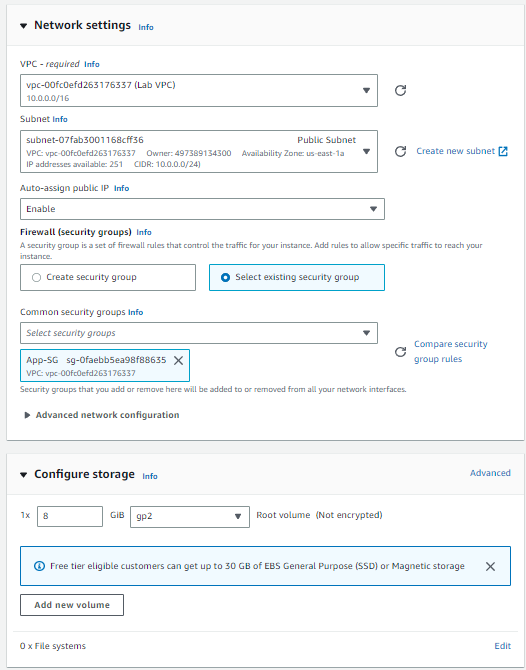 Network settings Info
VPC - required Info
vpc-00fc0efd263176337 (Lab VPC)
10.0.0.0/16
Subnet Info
subnet-07fab3001168cff36 Public Subnet
VPC: vpc-00fc0efd263176337 Owner: 497389134300 Availability Zone: us-east-1a
IP addresses available: 251 CIDR: 10.0.0.0/24)
Create new subnet
Auto-assign public IP Info
Enable
Firewall (security groups) Info
A security group is a set of firewall rules that control the traffic for your instance. Add rules to allow specific traffic to reach your
instance.
Create security group
Select existing security group
Common security groups Info
Select security groups
App-SG sg-0faebb5ea98f88635
VPC: vpc-00fc0efd263176337
Compare security
group rules
Security groups that you add or remove here will be added to or removed from all your network interfaces.
Advanced network configuration
Configure storage Info
Advanced
1x 8 GiB gp2 Root volume (Not encrypted)
Free tier eligible customers can get up to 30 GB of EBS General Purpose (SSD) or Magnetic storage
Add new volume
0 x File systems
Edit